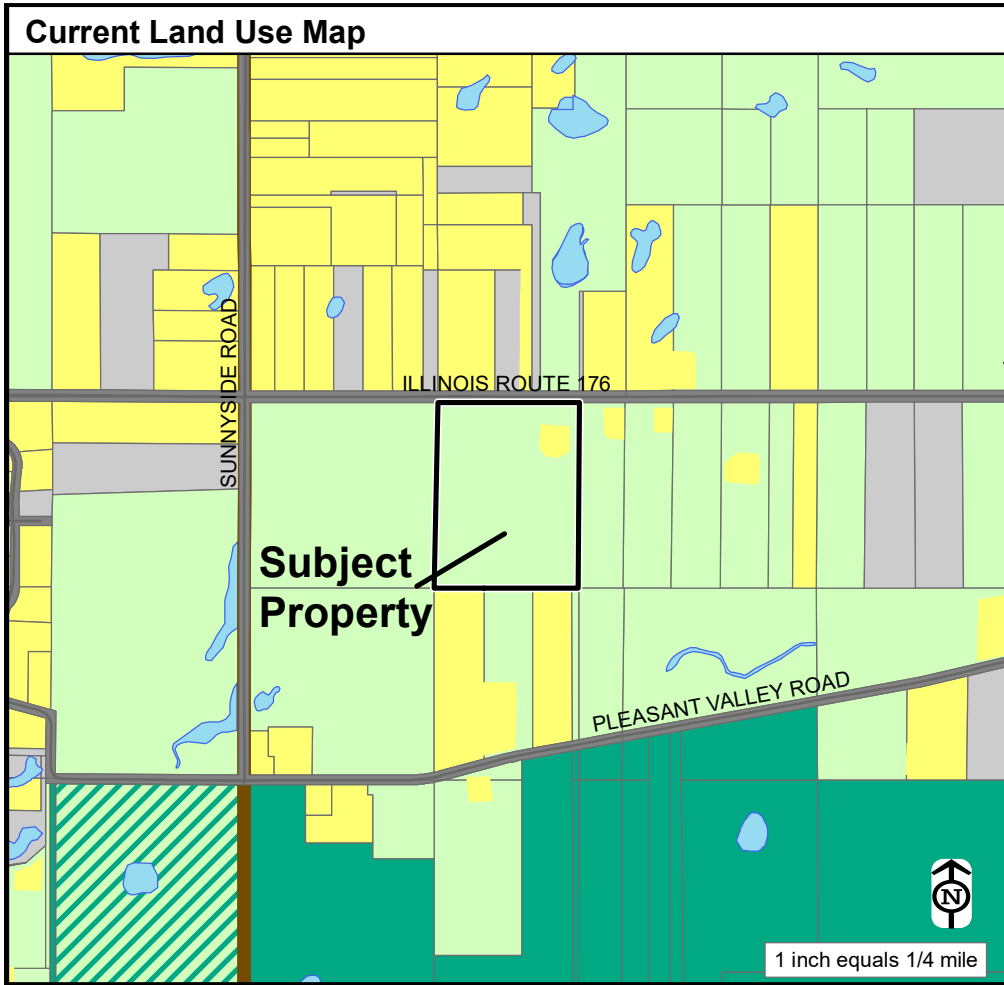 Current Land Use Map
ILLINOIS ROUTE 176
SUNNYSIDE ROAD
Subject
Property
PLEASANT VALLEY ROAD
N
1 inch equals 1/4 mile